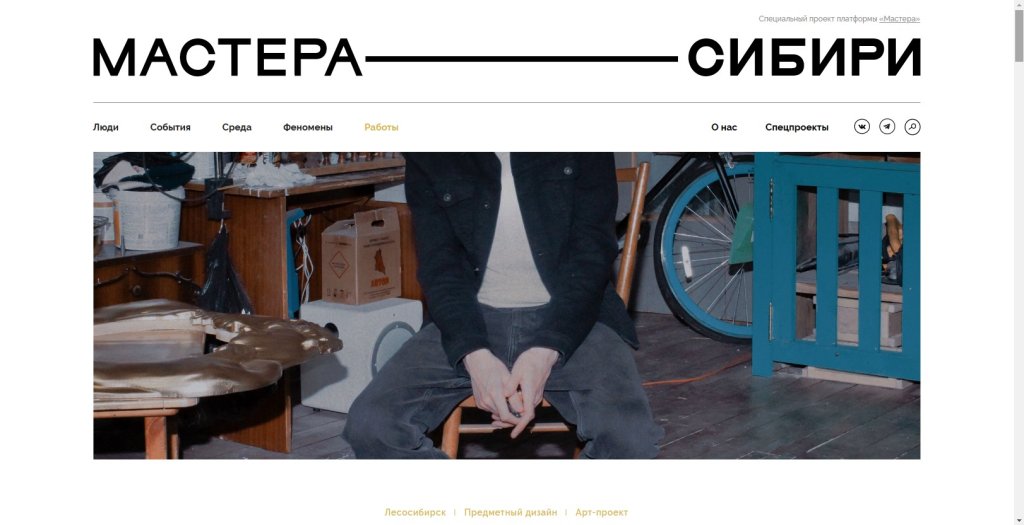 Специальный проект платформы «Мастера»
МАСТЕРА СИБИРИ
Люди События Среда Феномены Работы О нас Спецпроекты
Лесосибирск | Предметный дизайн | Арт-проект